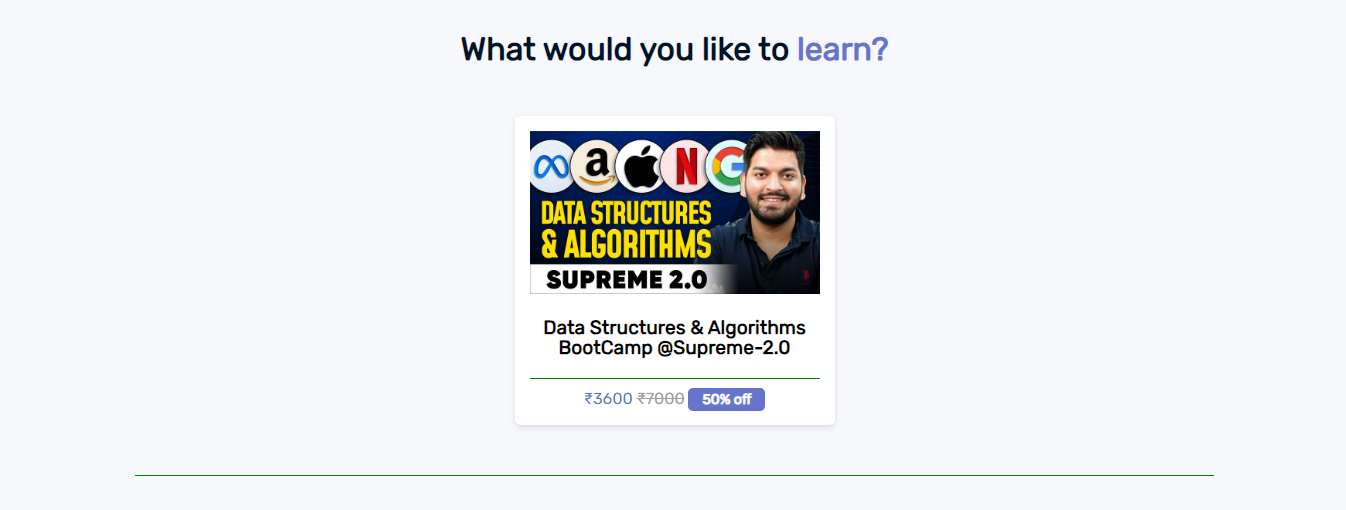 What would you like to learn?
DATA STRUCTURES
& ALGORITHMS
SUPREME 2.0
Data Structures & Algorithms
BootCamp @Supreme-2.0
₹3600 ₹7000 50% off